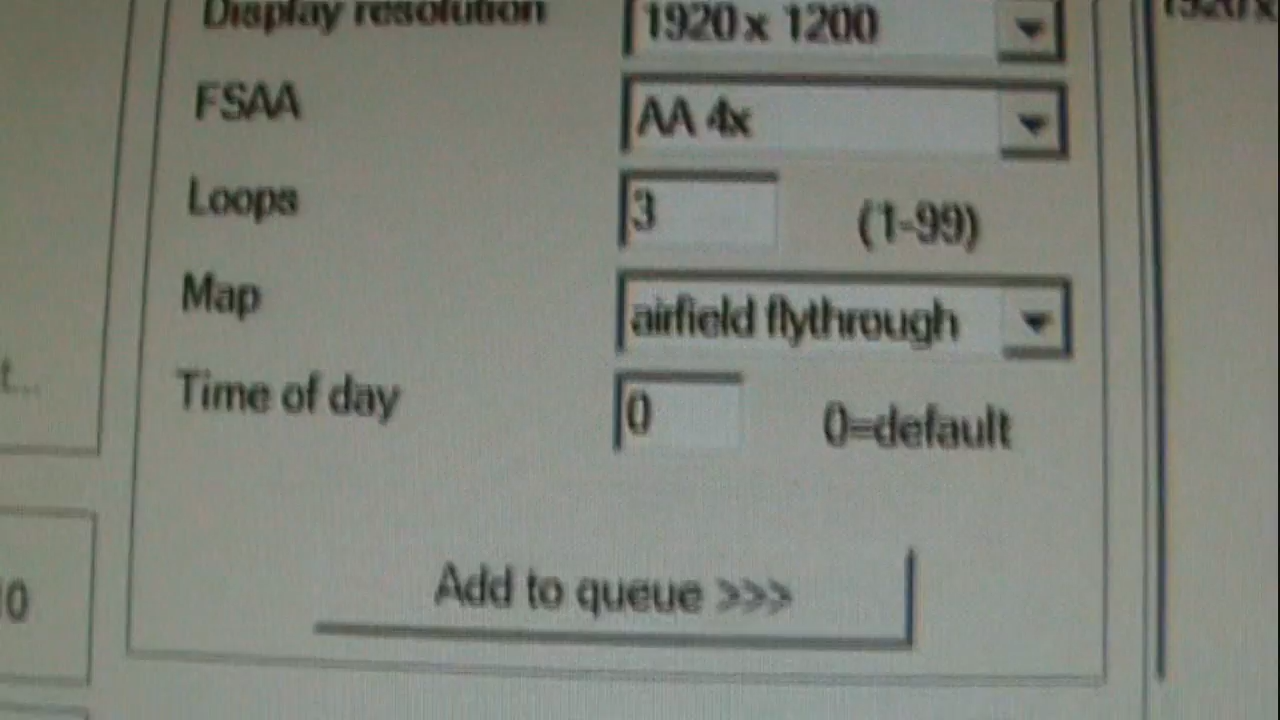 Display resolution 1920 x 1200
FSAA AA 4x
Loops 3 (1-99)
Map airfield flythrough
Time of day 0 0=default
Add to queue >>>